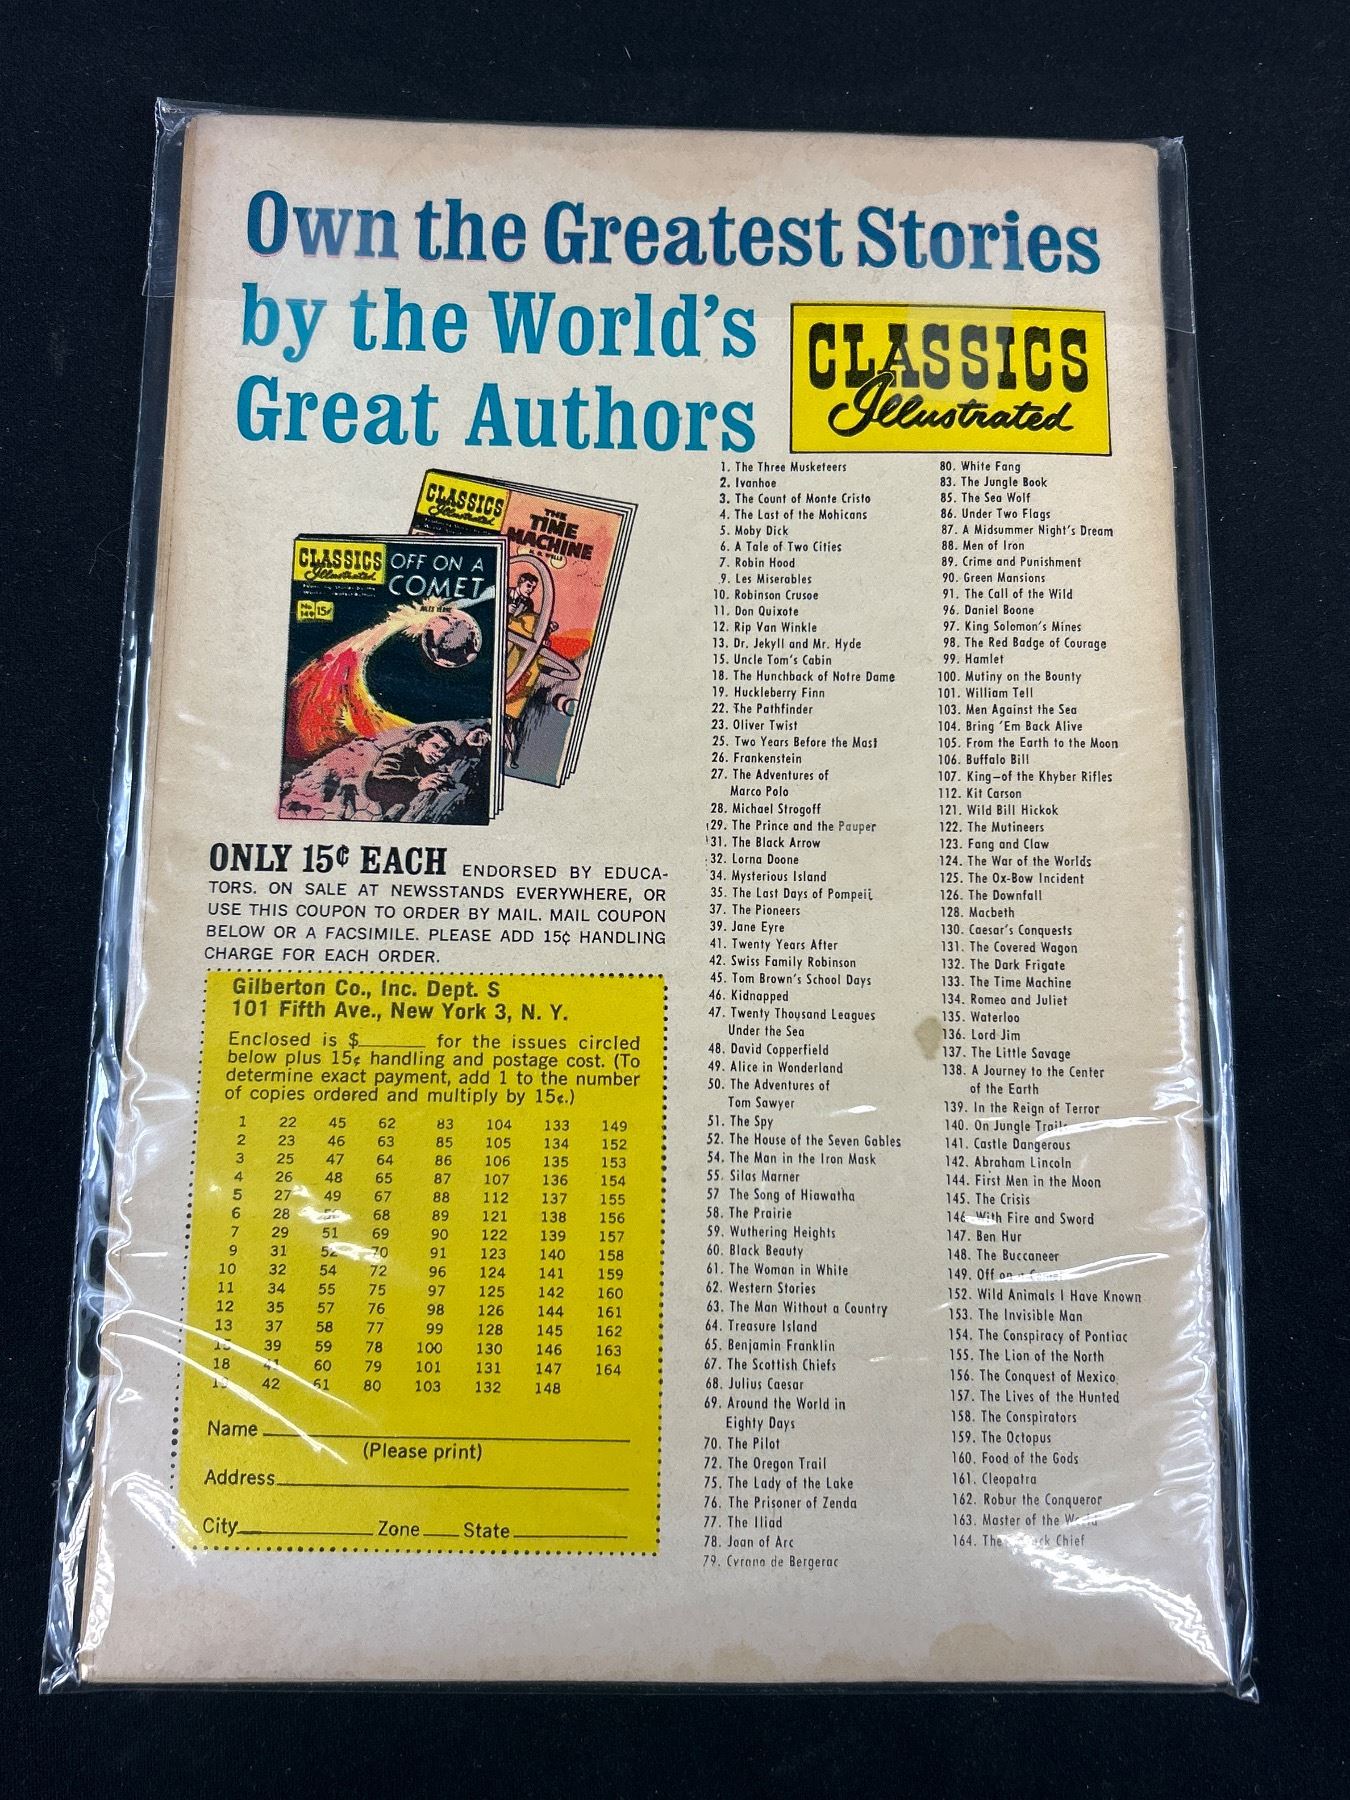 Own the Greatest Stories
by the World's
Great Authors
CLASSICS
Illustrated
CLASSICS
Illustrated
THE
TIME
MACHINE
H. G. WELLS
CLASSICS
Illustrated
OFF ON A
COMET
JULES VERNE
No.
149
15¢
ONLY 15¢ EACH ENDORSED BY EDUCA-
TORS. ON SALE AT NEWSSTANDS EVERYWHERE, OR
USE THIS COUPON TO ORDER BY MAIL. MAIL COUPON
BELOW OR A FACSIMILE. PLEASE ADD 15¢ HANDLING
CHARGE FOR EACH ORDER.
Gilberton Co., Inc. Dept. S
101 Fifth Ave., New York 3, N. Y.
Enclosed is $______ for the issues circled
below plus 15¢ handling and postage cost. (To
determine exact payment, add 1 to the number
of copies ordered and multiply by 15¢.)
1 22 45 62 83 104 133 149
2 23 46 63 85 105 134 152
3 25 47 64 86 106 135 153
4 26 48 65 87 107 136 154
5 27 49 67 88 112 137 155
6 28 68 89 121 138 156
7 29 51 69 90 122 139 157
9 31 52 70 91 123 140 158
10 32 54 72 96 124 141 159
11 34 55 75 97 125 142 160
12 35 57 76 98 126 144 161
13 37 58 77 99 128 145 162
15 39 59 78 100 130 146 163
18 41 60 79 101 131 147 164
19 42 61 80 103 132 148
Name
(Please print)
Address
City Zone State
1. The Three Musketeers
2. Ivanhoe
3. The Count of Monte Cristo
4. The Last of the Mohicans
5. Moby Dick
6. A Tale of Two Cities
7. Robin Hood
9. Les Miserables
10. Robinson Crusoe
11. Don Quixote
12. Rip Van Winkle
13. Dr. Jekyll and Mr. Hyde
15. Uncle Tom's Cabin
18. The Hunchback of Notre Dame
19. Huckleberry Finn
22. The Pathfinder
23. Oliver Twist
25. Two Years Before the Mast
26. Frankenstein
27. The Adventures of
Marco Polo
28. Michael Strogoff
29. The Prince and the Pauper
31. The Black Arrow
32. Lorna Doone
34. Mysterious Island
35. The Last Days of Pompeii
37. The Pioneers
39. Jane Eyre
41. Twenty Years After
42. Swiss Family Robinson
45. Tom Brown's School Days
46. Kidnapped
47. Twenty Thousand Leagues
Under the Sea
48. David Copperfield
49. Alice in Wonderland
50. The Adventures of
Tom Sawyer
51. The Spy
52. The House of the Seven Gables
54. The Man in the Iron Mask
55. Silas Marner
57 The Song of Hiawatha
58. The Prairie
59. Wuthering Heights
60. Black Beauty
61. The Woman in White
62. Western Stories
63. The Man Without a Country
64. Treasure Island
65. Benjamin Franklin
67. The Scottish Chiefs
68. Julius Caesar
69. Around the World in
Eighty Days
70. The Pilot
72. The Oregon Trail
75. The Lady of the Lake
76. The Prisoner of Zenda
77. The Iliad
78. Joan of Arc
79. Cyrano de Bergerac
80. White Fang
83. The Jungle Book
85. The Sea Wolf
86. Under Two Flags
87. A Midsummer Night's Dream
88. Men of Iron
89. Crime and Punishment
90. Green Mansions
91. The Call of the Wild
96. Daniel Boone
97. King Solomon's Mines
98. The Red Badge of Courage
99. Hamlet
100. Mutiny on the Bounty
101. William Tell
103. Men Against the Sea
104. Bring 'Em Back Alive
105. From the Earth to the Moon
106. Buffalo Bill
107. King—of the Khyber Rifles
112. Kit Carson
121. Wild Bill Hickok
122. The Mutineers
123. Fang and Claw
124. The War of the Worlds
125. The Ox-Bow Incident
126. The Downfall
128. Macbeth
130. Caesar's Conquests
131. The Covered Wagon
132. The Dark Frigate
133. The Time Machine
134. Romeo and Juliet
135. Waterloo
136. Lord Jim
137. The Little Savage
138. A Journey to the Center
of the Earth
139. In the Reign of Terror
140. On Jungle Trails
141. Castle Dangerous
142. Abraham Lincoln
144. First Men in the Moon
145. The Crisis
146. With Fire and Sword
147. Ben Hur
148. The Buccaneer
149. Off on a Comet
152. Wild Animals I Have Known
153. The Invisible Man
154. The Conspiracy of Pontiac
155. The Lion of the North
156. The Conquest of Mexico
157. The Lives of the Hunted
158. The Conspirators
159. The Octopus
160. Food of the Gods
161. Cleopatra
162. Robur the Conqueror
163. Master of the World
164. The Chief